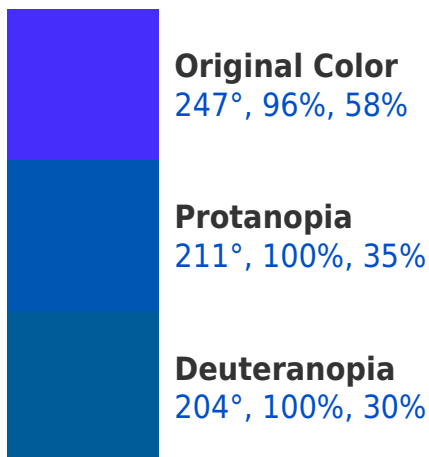 Original Color
247°, 96%, 58%
Protanopia
211°, 100%, 35%
Deuteranopia
204°, 100%, 30%